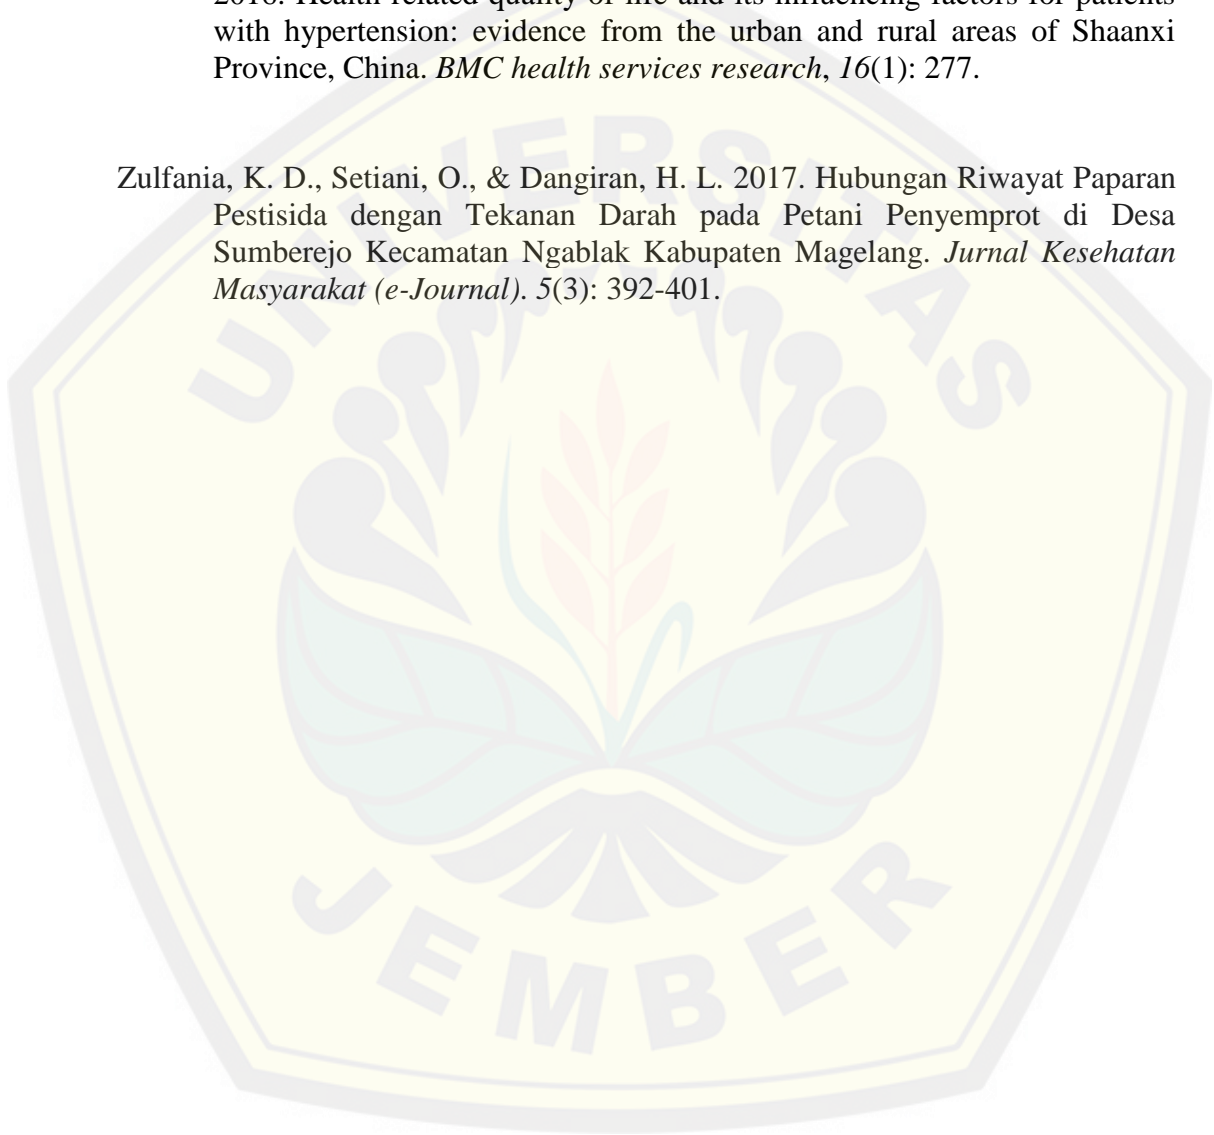 2016. Health-related quality of life and its influencing factors for patients
with hypertension: evidence from the urban and rural areas of Shaanxi
Province, China. BMC health services research, 16(1): 277.
Zulfania, K. D., Setiani, O., & Dangiran, H. L. 2017. Hubungan Riwayat Paparan
Pestisida dengan Tekanan Darah pada Petani Penyemprot di Desa
Sumberejo Kecamatan Ngablak Kabupaten Magelang. Jurnal Kesehatan
Masyarakat (e-Journal). 5(3): 392-401.
UNIVERSITAS
JEMBER